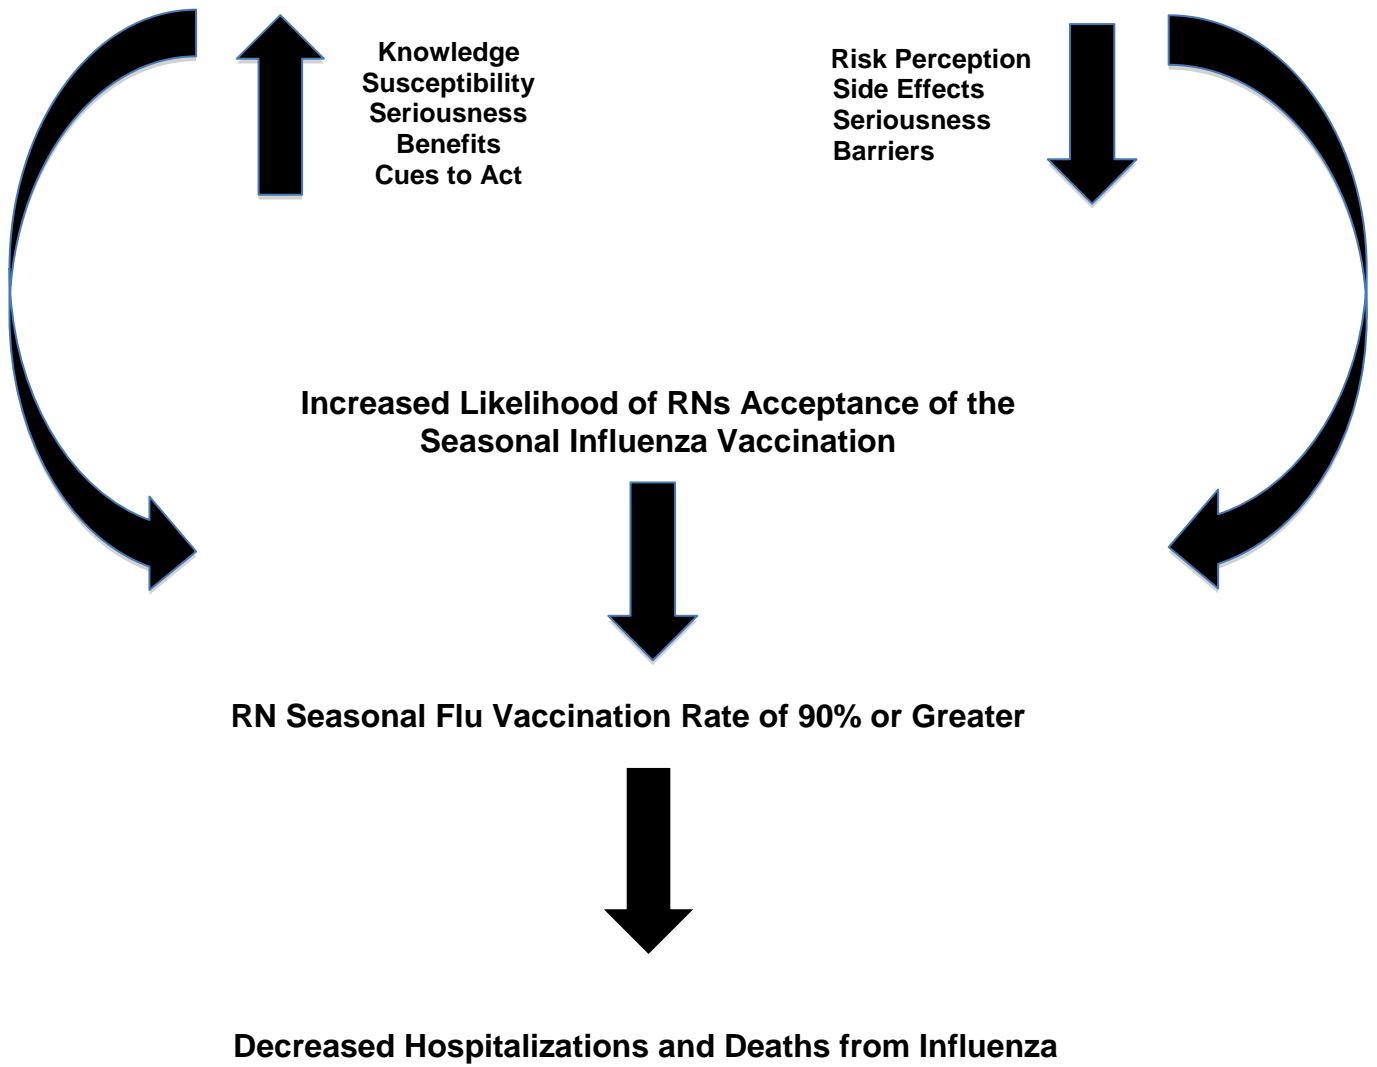 Knowledge
Susceptibility
Seriousness
Benefits
Cues to Act
Risk Perception
Side Effects
Seriousness
Barriers
Increased Likelihood of RNs Acceptance of the
Seasonal Influenza Vaccination
RN Seasonal Flu Vaccination Rate of 90% or Greater
Decreased Hospitalizations and Deaths from Influenza